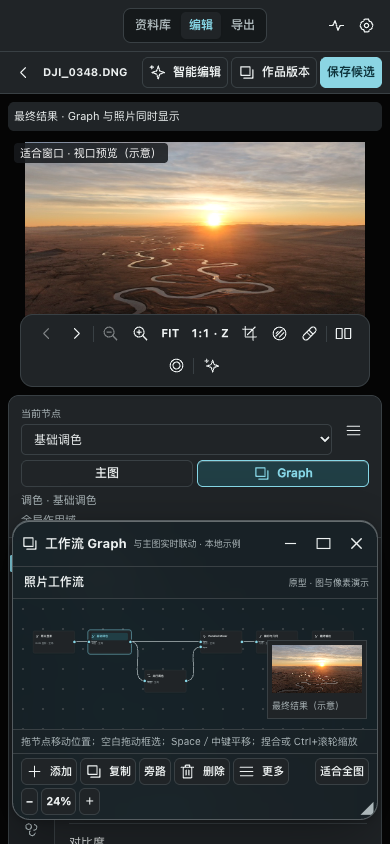 资料库 编辑 导出
DJI_0348.DNG 智能编辑 作品版本 保存候选
最终结果 · Graph 与照片同时显示
适合窗口 · 视口预览（示意）
FIT 1:1 · Z
当前节点
基础调色
主图 Graph
调色 · 基础调色
全局作用域
工作流 Graph 与主图实时联动 · 本地示例
照片工作流 原型 · 图与像素演示
最终结果（示意）
拖节点移动位置；空白拖动框选；Space / 中键平移；捏合或 Ctrl+滚轮缩放
添加 复制 旁路 删除 更多 适合全图
− 24% +
对比度